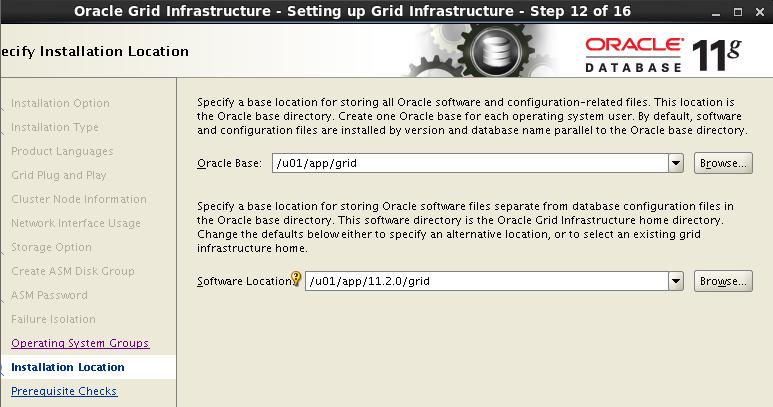 Oracle Grid Infrastructure - Setting up Grid Infrastructure - Step 12 of 16
ecify Installation Location
ORACLE
DATABASE
11g
Installation Option
Installation Type
Product Languages
Grid Plug and Play
Cluster Node Information
Network Interface Usage
Storage Option
Create ASM Disk Group
ASM Password
Failure Isolation
Operating System Groups
Installation Location
Prerequisite Checks
Specify a base location for storing all Oracle software and configuration-related files. This location is
the Oracle base directory. Create one Oracle base for each operating system user. By default, software
and configuration files are installed by version and database name parallel to the Oracle base directory.
Oracle Base:
/u01/app/grid
Browse...
Specify a base location for storing Oracle software files separate from database configuration files in
the Oracle base directory. This software directory is the Oracle Grid Infrastructure home directory.
Change the defaults below either to specify an alternative location, or to select an existing grid
infrastructure home.
Software Location:
/u01/app/11.2.0/grid
Browse...